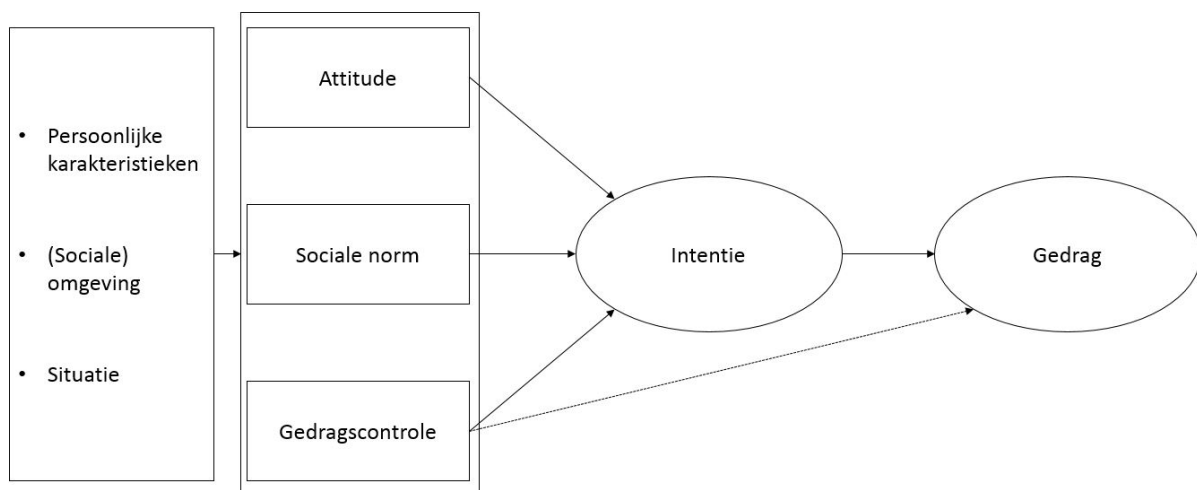 • Persoonlijke
karakteristieken
• (Sociale)
omgeving
• Situatie
Attitude
Sociale norm
Gedragscontrole
Intentie
Gedrag